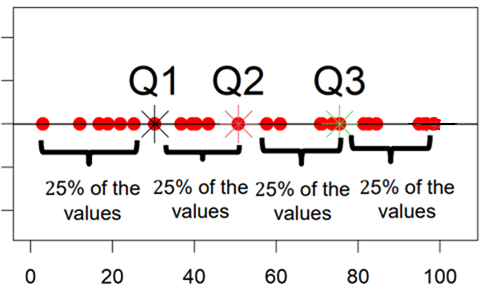 Q1 Q2 Q3
25% of the 25% of the 25% of the 25% of the
values values values values
0 20 40 60 80 100